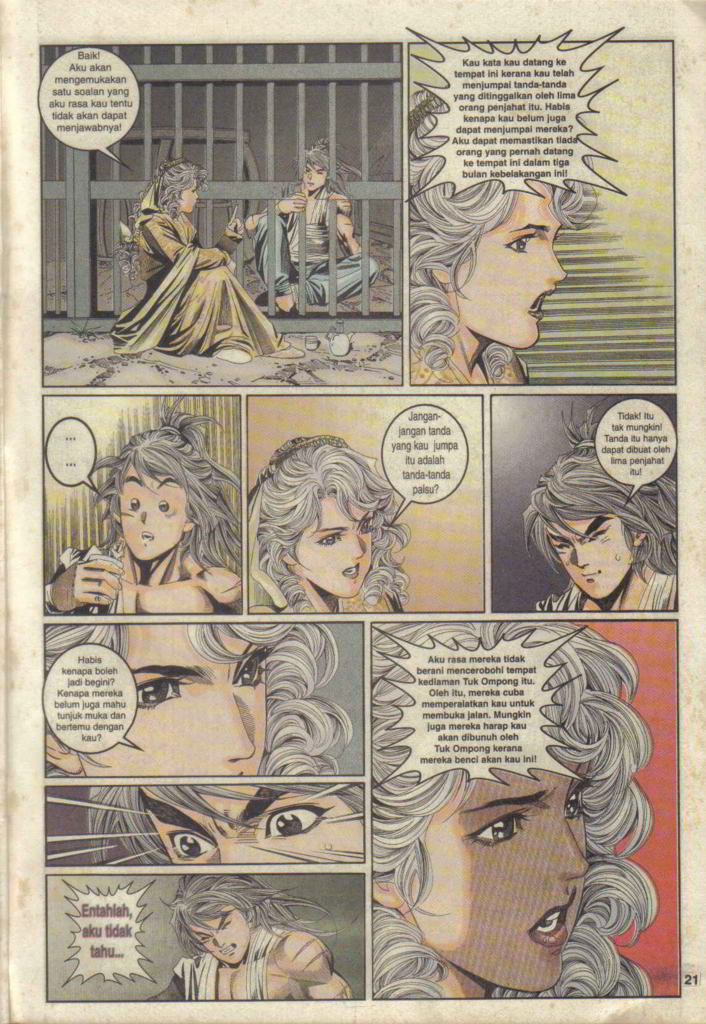 Baik!
Aku akan
mengemukakan
satu soalan yang
aku rasa kau tentu
tidak akan dapat
menjawabnya!
Kau kata kau datang ke
tempat ini kerana kau telah
menjumpai tanda-tanda
yang ditinggalkan oleh lima
orang penjahat itu. Habis
kenapa kau belum juga
dapat menjumpai mereka?
Aku dapat memastikan tiada
orang yang pernah datang
ke tempat ini dalam tiga
bulan kebelakangan ini!
...
...
Jangan-
jangan tanda
yang kau jumpa
itu adalah
tanda-tanda
palsu?
Tidak! Itu
tak mungkin!
Tanda itu hanya
dapat dibuat oleh
lima penjahat
itu!
Habis
kenapa boleh
jadi begini?
Kenapa mereka
belum juga mahu
tunjuk muka dan
bertemu dengan
kau?
Aku rasa mereka tidak
berani mencerobohi tempat
kediaman Tuk Ompong itu.
Oleh itu, mereka cuba
memperalatkan kau untuk
membuka jalan. Mungkin
juga mereka harap kau
akan dibunuh oleh
Tuk Ompong kerana
mereka benci akan kau ini!
Entahlah,
aku tidak
tahu...
21